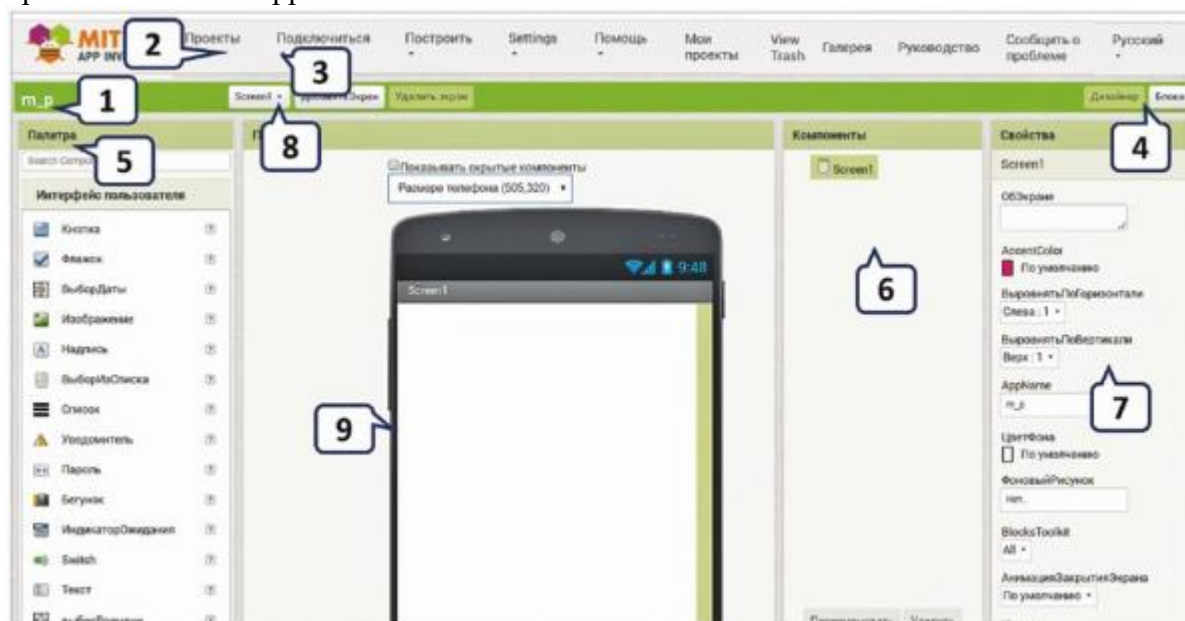 MIT
APP INV
2
Проекты
Подключиться
Построить
Settings
Помощь
Мои проекты
View Trash
Галерея
Руководство
Сообщить о проблеме
Русский
3
m_p
1
Screen1
Удалить экран
Дизайнер
4
8
Палитра
5
Компоненты
Свойства
Интерфейс пользователя
Кнопка
Флажок
ВыборДаты
Изображение
Надпись
ВыборИзСписка
Список
Уведомитель
Пароль
Бегунок
ИндикаторОжидания
Switch
Текст
Показывать скрытые компоненты
Размере телефона (505,320)
9:48
Screen1
9
Screen1
6
Screen1
ОбЭкране
AccentColor
По умолчанию
ВыровнятьПоГоризонтали
Слева : 1
ВыровнятьПоВертикали
Верх : 1
AppName
m_p
7
ЦветФона
По умолчанию
ФоновыйРисунок
BlocksToolkit
All
АнимацияЗакрытияЭкрана
По умолчанию